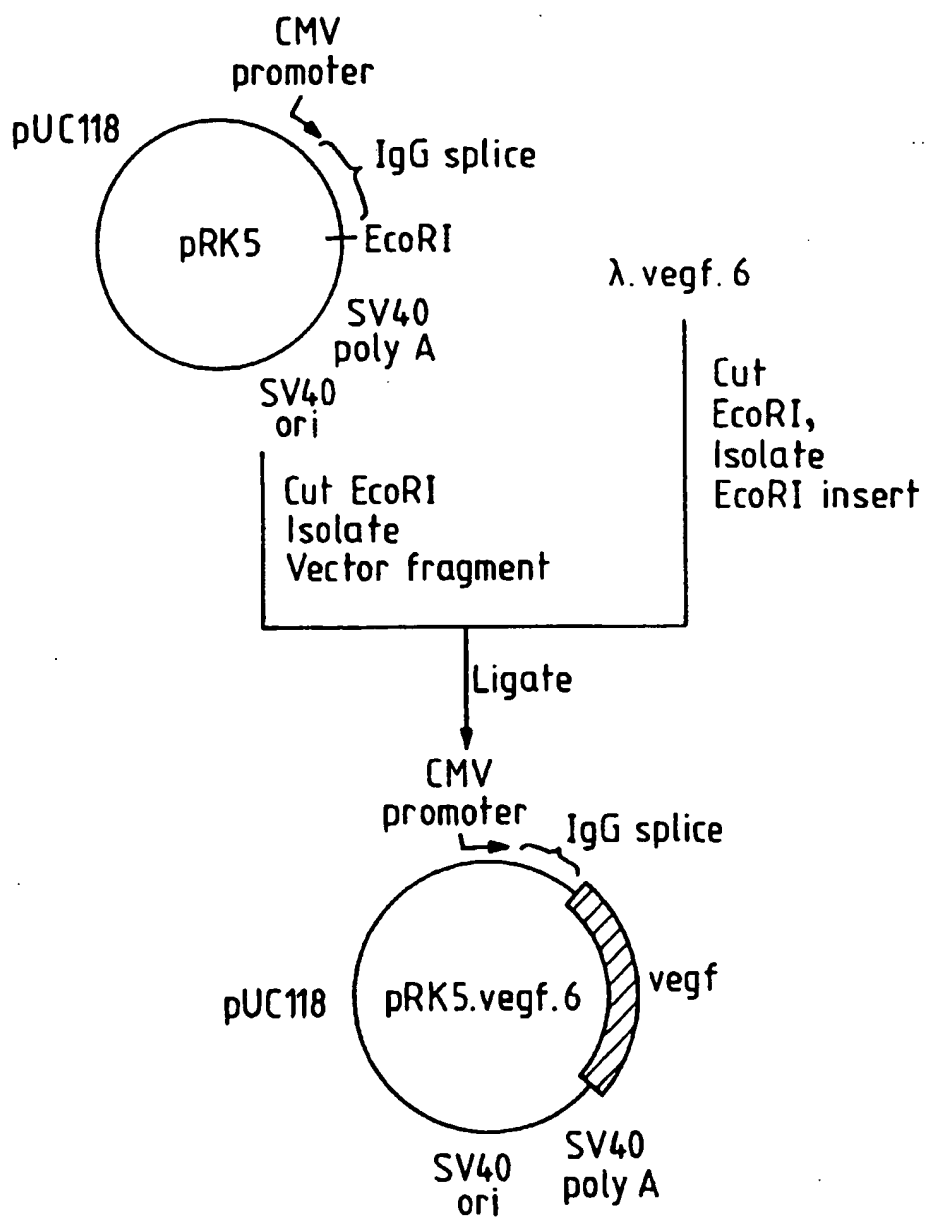 CMV
promoter
pUC118
IgG splice
pRK5
EcoRI
SV40
poly A
SV40
ori
λ.vegf.6
Cut
EcoRI,
Isolate
EcoRI insert
Cut EcoRI
Isolate
Vector fragment
Ligate
CMV
promoter
IgG splice
vegf
pUC118
pRK5.vegf.6
SV40
poly A
SV40
ori